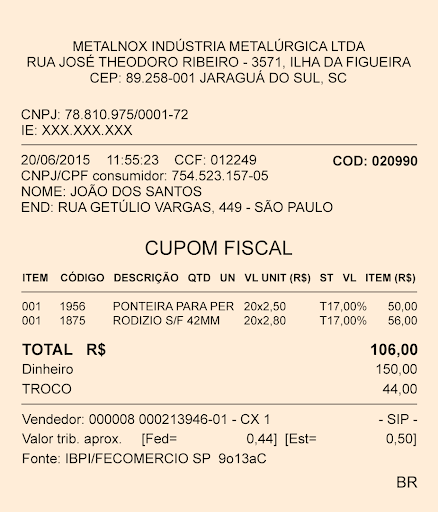 METALNOX INDÚSTRIA METALÚRGICA LTDA
RUA JOSÉ THEODORO RIBEIRO - 3571, ILHA DA FIGUEIRA
CEP: 89.258-001 JARAGUÁ DO SUL, SC
CNPJ: 78.810.975/0001-72
IE: XXX.XXX.XXX
20/06/2015 11:55:23 CCF: 012249 COD: 020990
CNPJ/CPF consumidor: 754.523.157-05
NOME: JOÃO DOS SANTOS
END: RUA GETÚLIO VARGAS, 449 - SÃO PAULO
CUPOM FISCAL
ITEM CÓDIGO DESCRIÇÃO QTD UN VL UNIT (R$) ST VL ITEM (R$)
001 1956 PONTEIRA PARA PER 20x2,50 T17,00% 50,00
001 1875 RODIZIO S/F 42MM 20x2,80 T17,00% 56,00
TOTAL R$ 106,00
Dinheiro 150,00
TROCO 44,00
Vendedor: 000008 000213946-01 - CX 1 - SIP -
Valor trib. aprox. [Fed= 0,44] [Est= 0,50]
Fonte: IBPI/FECOMERCIO SP 9o13aC
BR